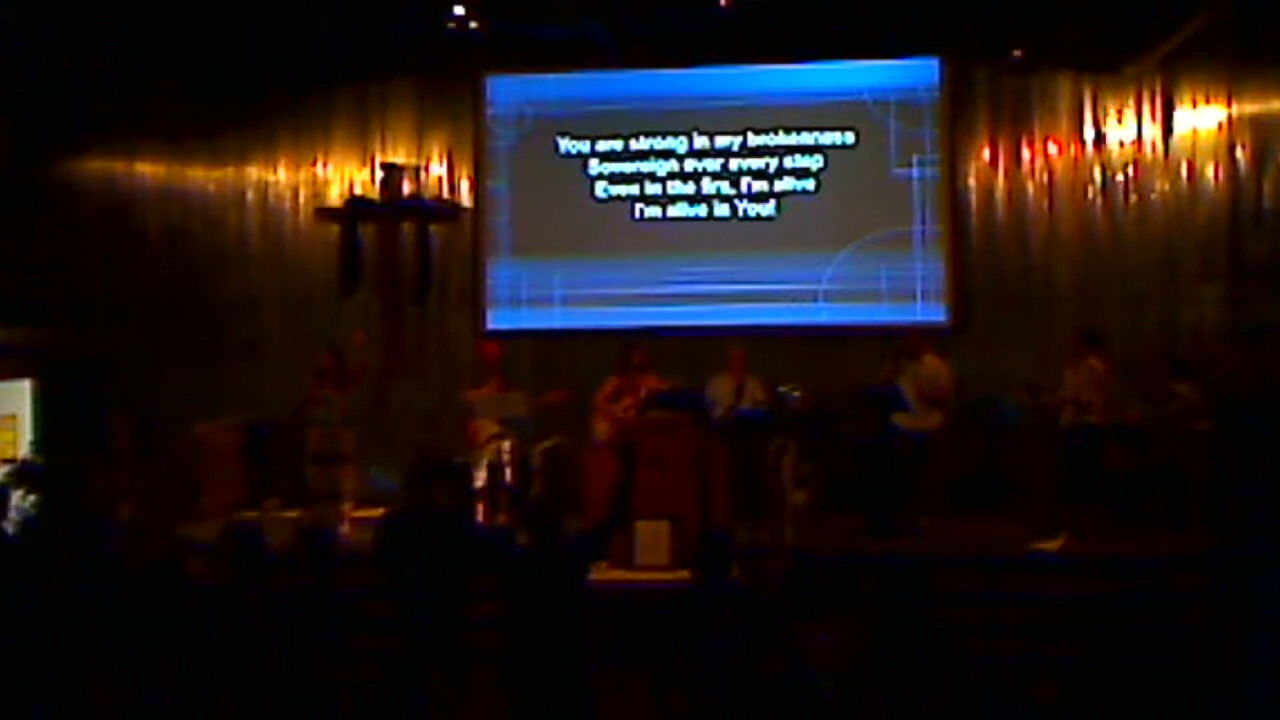 You are strong in my brokenness
Sovereign over every step
Even in the fire, I'm alive
I'm alive in You!